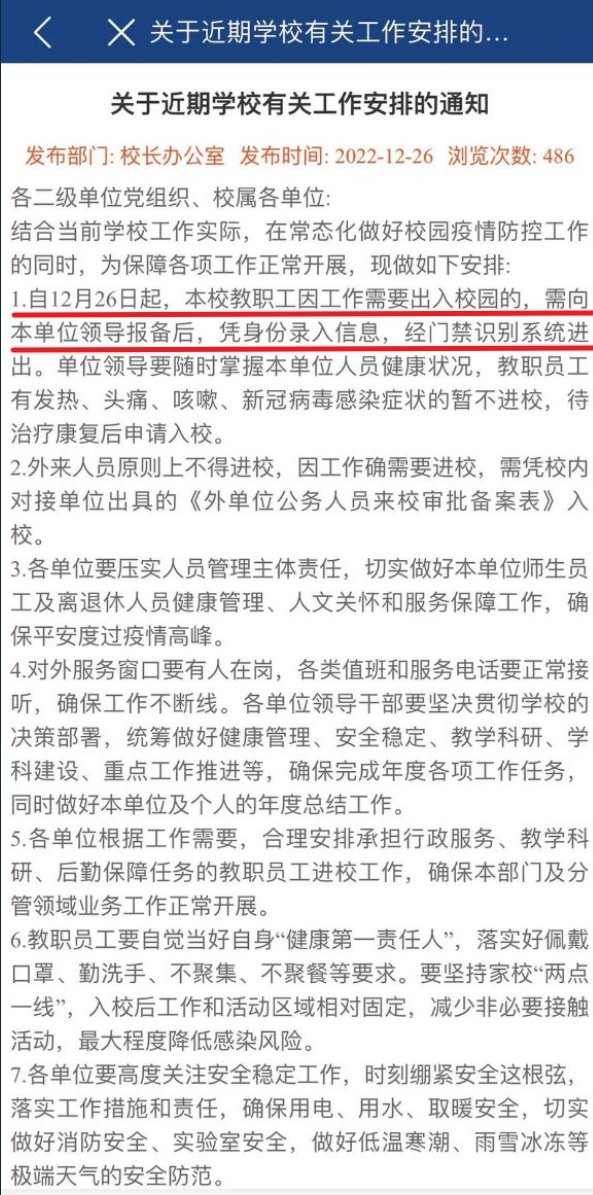 关于近期学校有关工作安排的...
关于近期学校有关工作安排的通知
发布部门: 校长办公室 发布时间: 2022-12-26 浏览次数: 486
各二级单位党组织、校属各单位:
结合当前学校工作实际，在常态化做好校园疫情防控工作
的同时，为保障各项工作正常开展，现做如下安排:
1.自12月26日起，本校教职工因工作需要出入校园的，需向
本单位领导报备后，凭身份录入信息，经门禁识别系统进
出。单位领导要随时掌握本单位人员健康状况，教职员工
有发热、头痛、咳嗽、新冠病毒感染症状的暂不进校，待
治疗康复后申请入校。
2.外来人员原则上不得进校，因工作确需要进校，需凭校内
对接单位出具的《外单位公务人员来校审批备案表》入
校。
3.各单位要压实人员管理主体责任，切实做好本单位师生员
工及离退休人员健康管理、人文关怀和服务保障工作，确
保平安度过疫情高峰。
4.对外服务窗口要有人在岗，各类值班和服务电话要正常接
听，确保工作不断线。各单位领导干部要坚决贯彻学校的
决策部署，统筹做好健康管理、安全稳定、教学科研、学
科建设、重点工作推进等，确保完成年度各项工作任务，
同时做好本单位及个人的年度总结工作。
5.各单位根据工作需要，合理安排承担行政服务、教学科
研、后勤保障任务的教职员工进校工作，确保本部门及分
管领域业务工作正常开展。
6.教职员工要自觉当好自身“健康第一责任人”，落实好佩戴
口罩、勤洗手、不聚集、不聚餐等要求。要坚持家校“两点
一线”，入校后工作和活动区域相对固定，减少非必要接触
活动，最大程度降低感染风险。
7.各单位要高度关注安全稳定工作，时刻绷紧安全这根弦，
落实工作措施和责任，确保用电、用水、取暖安全，切实
做好消防安全、实验室安全，做好低温寒潮、雨雪冰冻等
极端天气的安全防范。